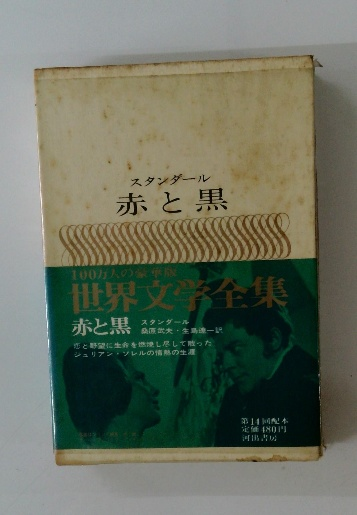 スタンダール
赤と黒
100万人の豪華版
世界文学全集
赤と黒
スタンダール
桑原武夫・生島遼一訳
恋と野望に生命を燃焼し尽して散った
ジュリアン・ソレルの情熱の生涯
第14回配本
定価480円
河出書房